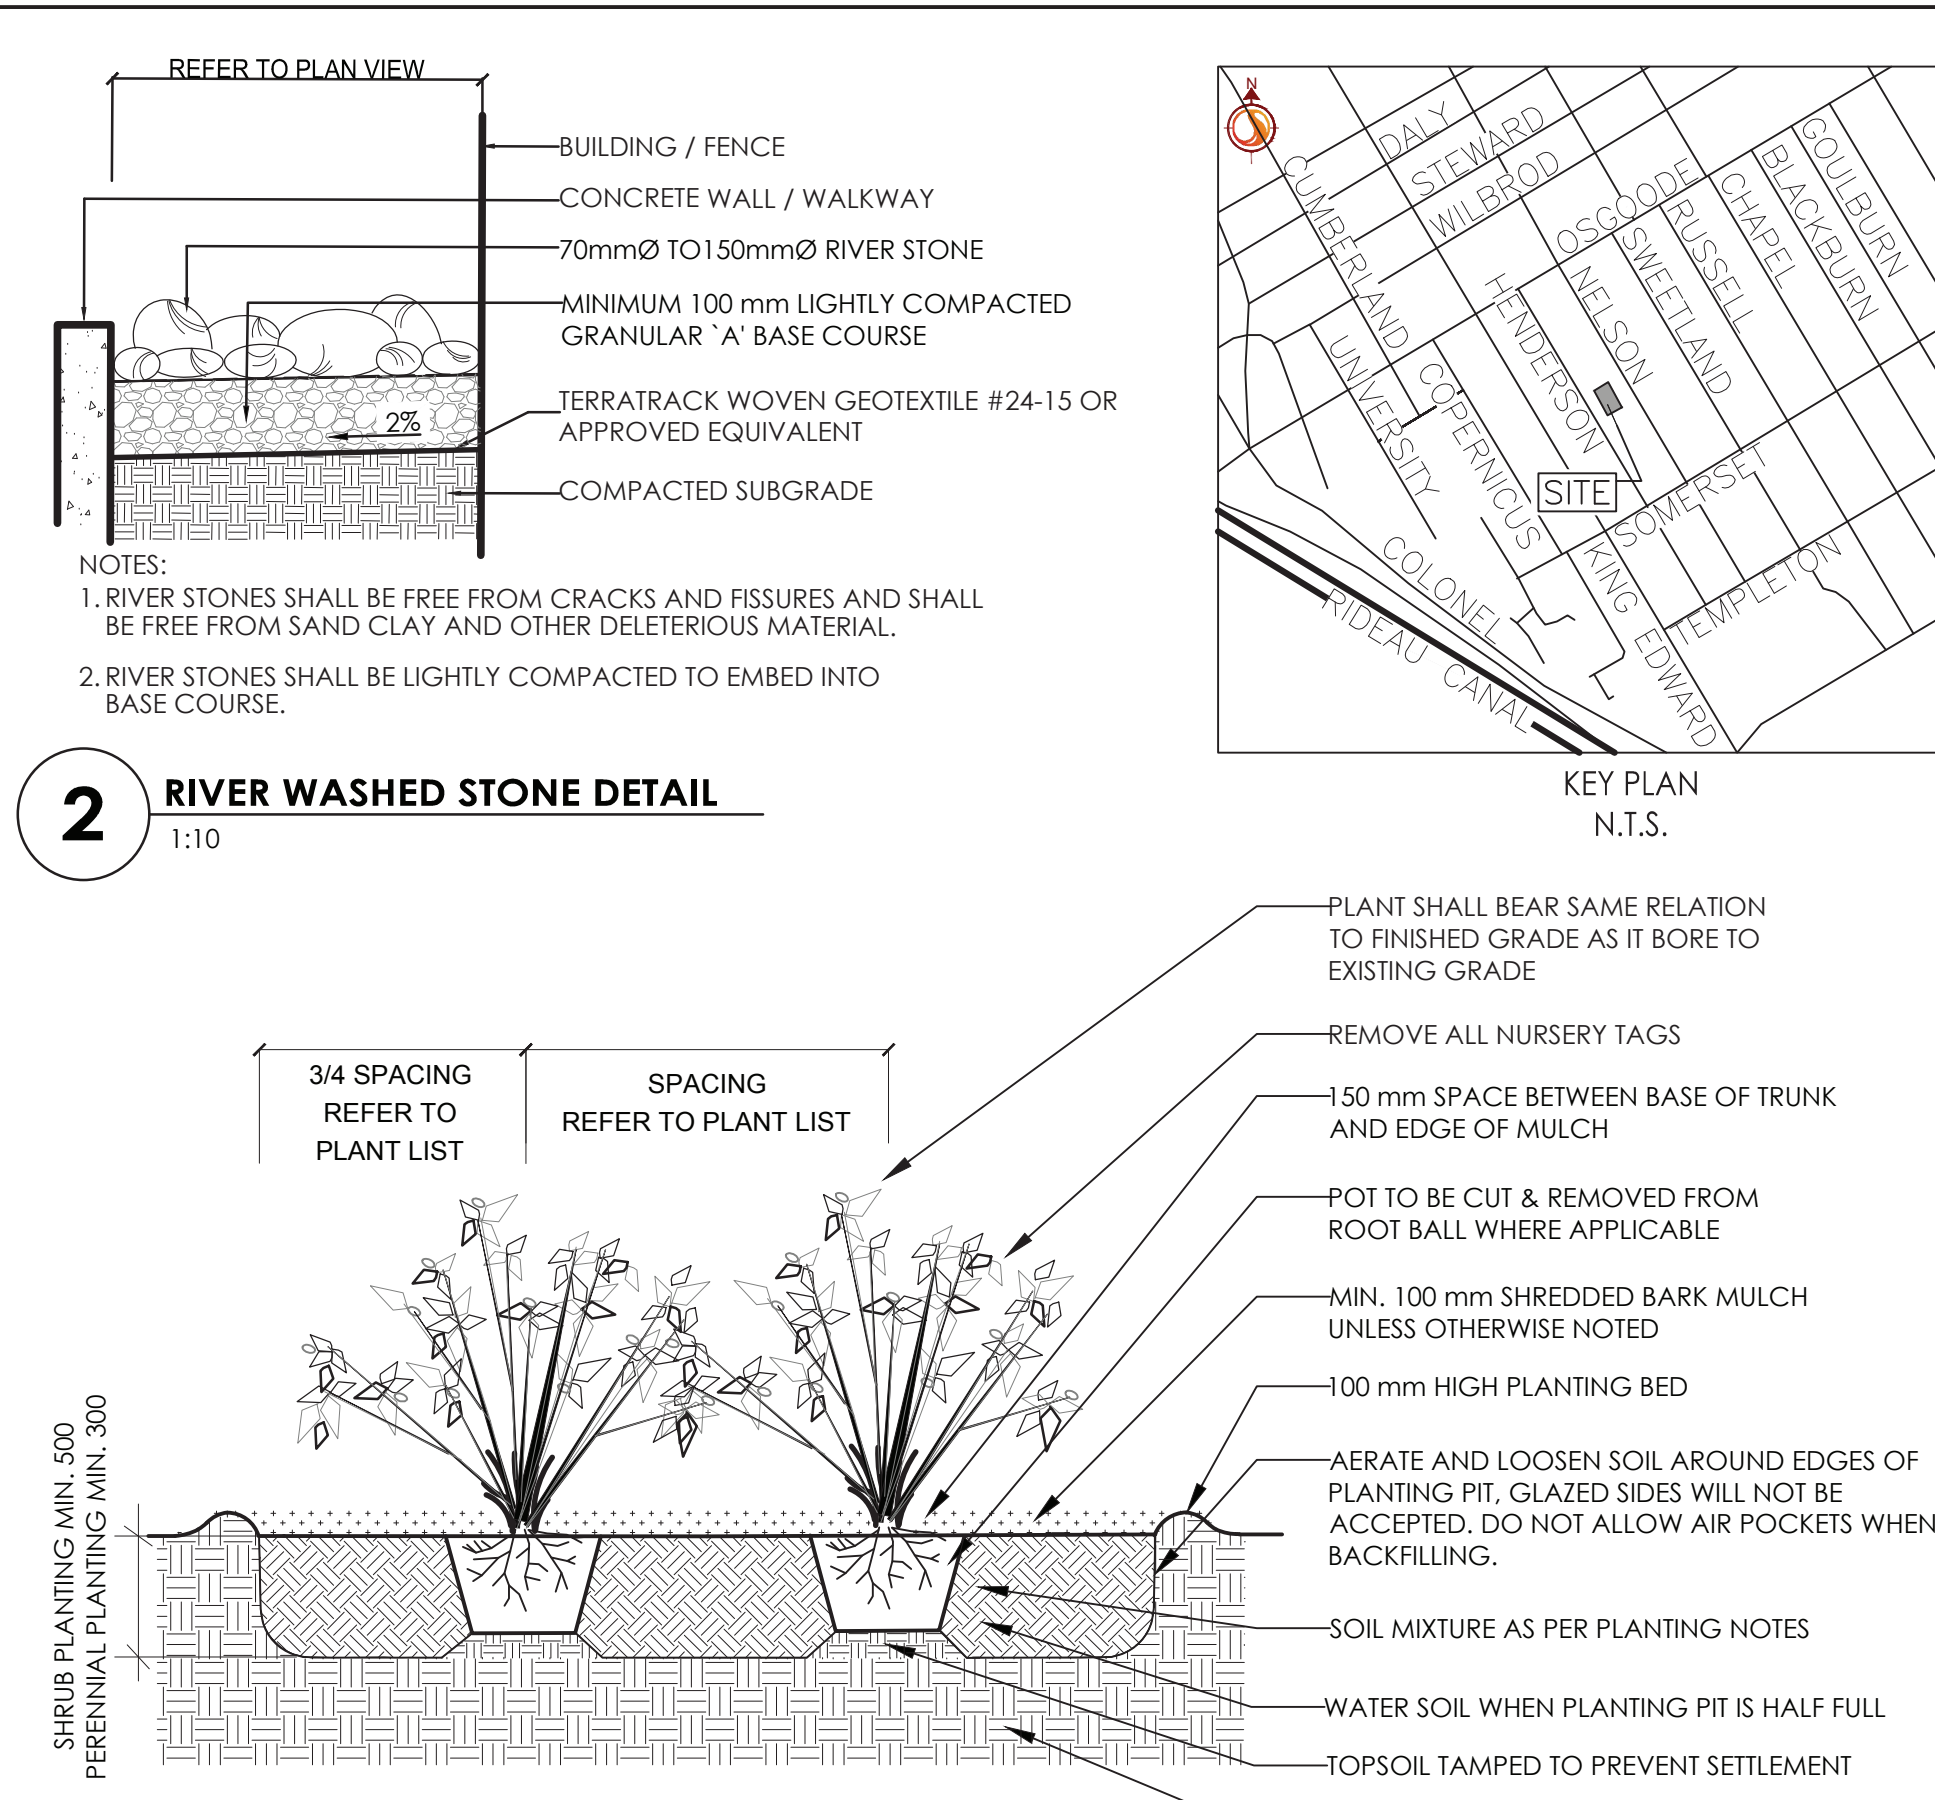 REFER TO PLAN VIEW
BUILDING / FENCE
CONCRETE WALL / WALKWAY
70mmØ TO150mmØ RIVER STONE
MINIMUM 100 mm LIGHTLY COMPACTED
GRANULAR `A' BASE COURSE
TERRATRACK WOVEN GEOTEXTILE #24-15 OR
APPROVED EQUIVALENT
2%
COMPACTED SUBGRADE
NOTES:
1. RIVER STONES SHALL BE FREE FROM CRACKS AND FISSURES AND SHALL
BE FREE FROM SAND CLAY AND OTHER DELETERIOUS MATERIAL.
2. RIVER STONES SHALL BE LIGHTLY COMPACTED TO EMBED INTO
BASE COURSE.
2
RIVER WASHED STONE DETAIL
1:10
N
DALY
STEWARD
WILBROD
CUMBERLAND
OSGOODE
GOULBURN
BLACKBURN
CHAPEL
RUSSELL
SWEETLAND
NELSON
HENDERSON
UNIVERSITY
COPERNICUS
SITE
SOMERSET
COLONEL
KING EDWARD
TEMPLETON
RIDEAU CANAL
KEY PLAN
N.T.S.
PLANT SHALL BEAR SAME RELATION
TO FINISHED GRADE AS IT BORE TO
EXISTING GRADE
REMOVE ALL NURSERY TAGS
150 mm SPACE BETWEEN BASE OF TRUNK
AND EDGE OF MULCH
POT TO BE CUT & REMOVED FROM
ROOT BALL WHERE APPLICABLE
MIN. 100 mm SHREDDED BARK MULCH
UNLESS OTHERWISE NOTED
100 mm HIGH PLANTING BED
AERATE AND LOOSEN SOIL AROUND EDGES OF
PLANTING PIT, GLAZED SIDES WILL NOT BE
ACCEPTED. DO NOT ALLOW AIR POCKETS WHEN
BACKFILLING.
SOIL MIXTURE AS PER PLANTING NOTES
WATER SOIL WHEN PLANTING PIT IS HALF FULL
TOPSOIL TAMPED TO PREVENT SETTLEMENT
3/4 SPACING
REFER TO
PLANT LIST
SPACING
REFER TO PLANT LIST
SHRUB PLANTING MIN. 500
PERENNIAL PLANTING MIN. 300